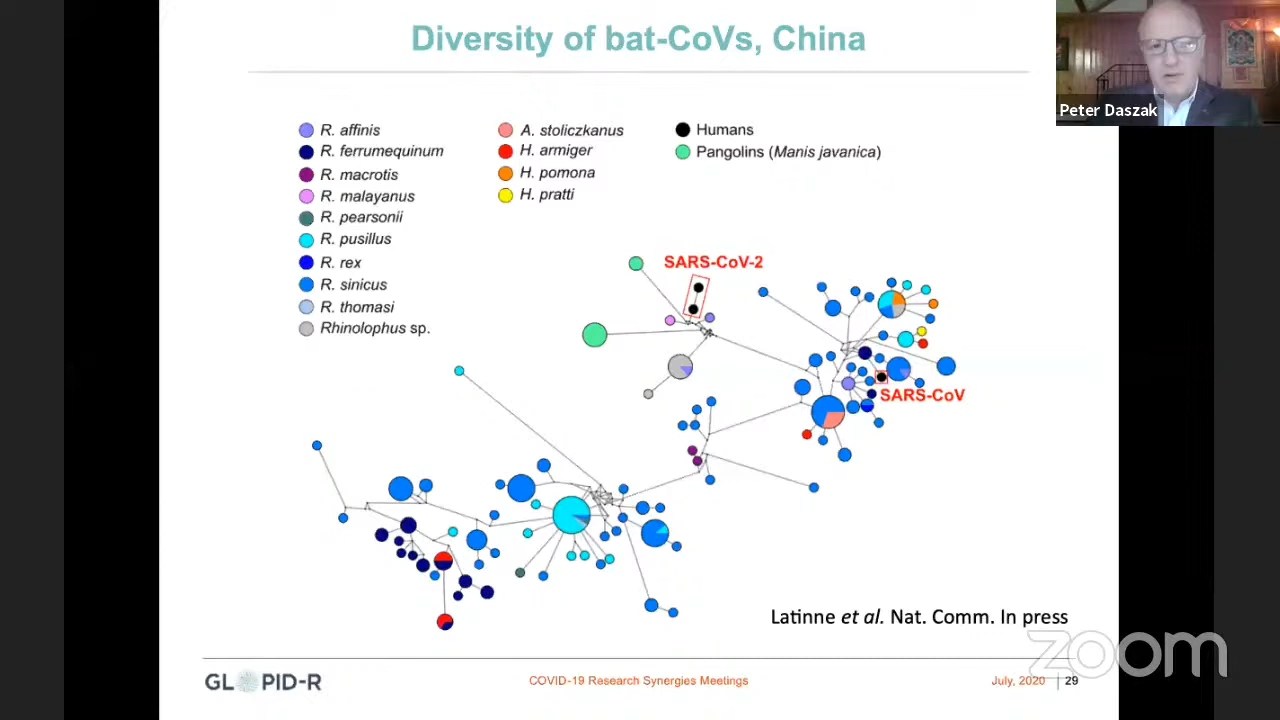 Diversity of bat-CoVs, China
Peter Daszak
R. affinis
R. ferrumequinum
R. macrotis
R. malayanus
R. pearsonii
R. pusillus
R. rex
R. sinicus
R. thomasi
Rhinolophus sp.
A. stoliczkanus
H. armiger
H. pomona
H. pratti
Humans
Pangolins (Manis javanica)
SARS-CoV-2
SARS-CoV
Latinne et al. Nat. Comm. In press
zoom
GLOPID-R
COVID-19 Research Synergies Meetings
July, 2020 29